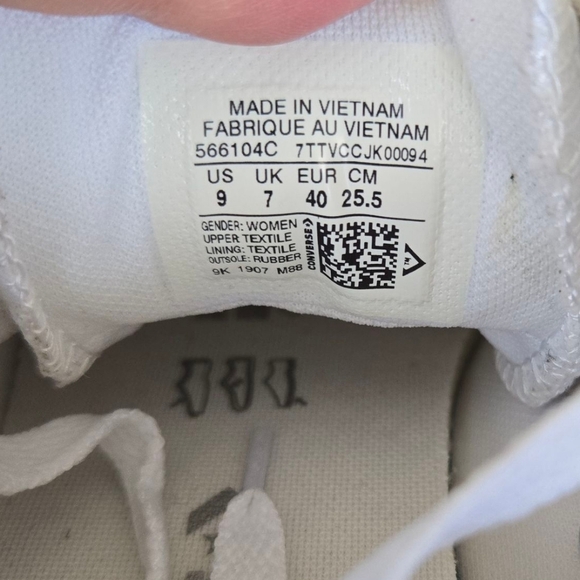 MADE IN VIETNAM
FABRIQUE AU VIETNAM
566104C 7TTVCCJK00094
US UK EUR CM
9 7 40 25.5
GENDER: WOMEN
UPPER: TEXTILE
LINING: TEXTILE
OUTSOLE: RUBBER
9K 1907 M88
CONVERSE